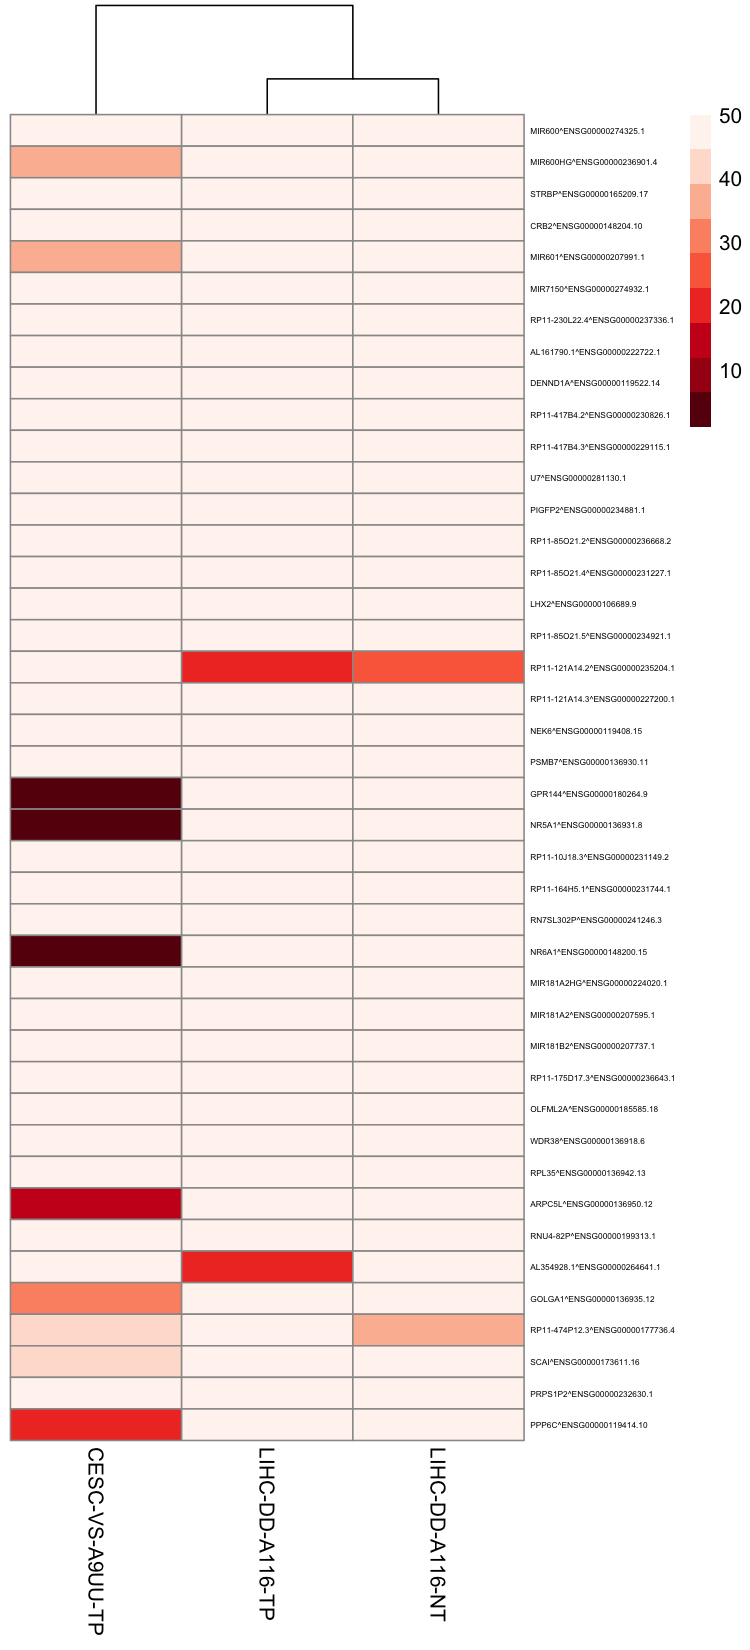 50
MIR600^ENSG00000274325.1
MIR600HG^ENSG00000236901.4
40
STRBP^ENSG00000165209.17
CRB2^ENSG00000148204.10
30
MIR601^ENSG00000207991.1
MIR7150^ENSG00000274932.1
20
RP11-230L22.4^ENSG00000237336.1
AL161790.1^ENSG00000222722.1
10
DENND1A^ENSG00000119522.14
RP11-417B4.2^ENSG00000230826.1
RP11-417B4.3^ENSG00000229115.1
U7^ENSG00000281130.1
PIGFP2^ENSG00000234881.1
RP11-85O21.2^ENSG00000236668.2
RP11-85O21.4^ENSG00000231227.1
LHX2^ENSG00000106689.9
RP11-85O21.5^ENSG00000234921.1
RP11-121A14.2^ENSG00000235204.1
RP11-121A14.3^ENSG00000227200.1
NEK6^ENSG00000119408.15
PSMB7^ENSG00000136930.11
GPR144^ENSG00000180264.9
NR5A1^ENSG00000136931.8
RP11-10J18.3^ENSG00000231149.2
RP11-164H5.1^ENSG00000231744.1
RN7SL302P^ENSG00000241246.3
NR6A1^ENSG00000148200.15
MIR181A2HG^ENSG00000224020.1
MIR181A2^ENSG00000207595.1
MIR181B2^ENSG00000207737.1
RP11-175D17.3^ENSG00000236643.1
OLFML2A^ENSG00000185585.18
WDR38^ENSG00000136918.6
RPL35^ENSG00000136942.13
ARPC5L^ENSG00000136950.12
RNU4-82P^ENSG00000199313.1
AL354928.1^ENSG00000264641.1
GOLGA1^ENSG00000136935.12
RP11-474P12.3^ENSG00000177736.4
SCAI^ENSG00000173611.16
PRPS1P2^ENSG00000232630.1
PPP6C^ENSG00000119414.10
CESC-VS-A9UU-TP
LIHC-DD-A116-TP
LIHC-DD-A116-NT